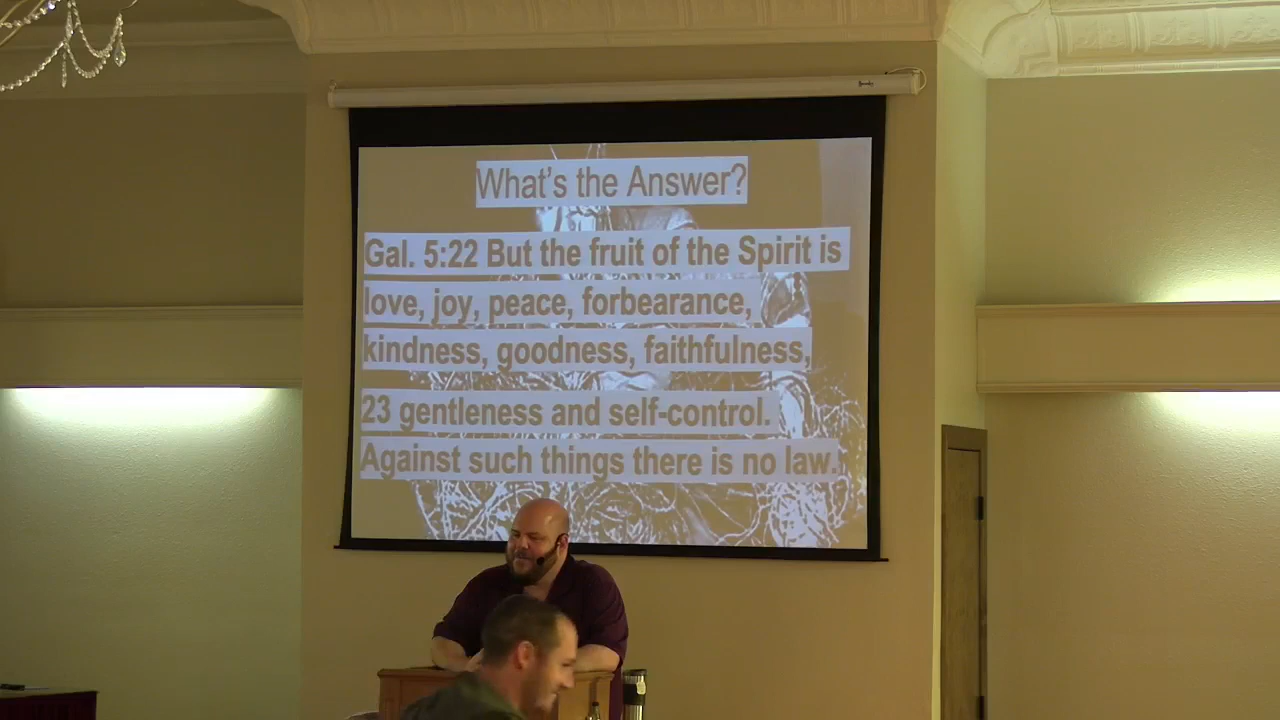 What's the Answer?
Gal. 5:22 But the fruit of the Spirit is
love, joy, peace, forbearance,
kindness, goodness, faithfulness,
23 gentleness and self-control.
Against such things there is no law.